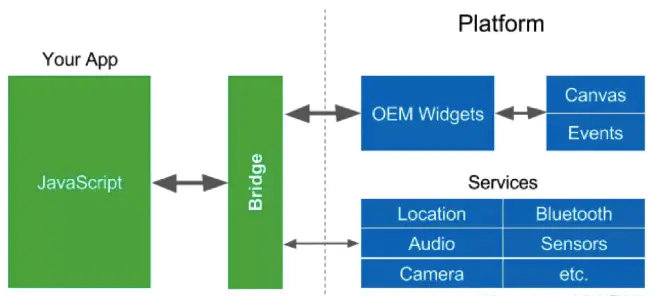 Platform
Your App
JavaScript
Bridge
OEM Widgets
Canvas
Events
Services
Location
Bluetooth
Audio
Sensors
Camera
etc.